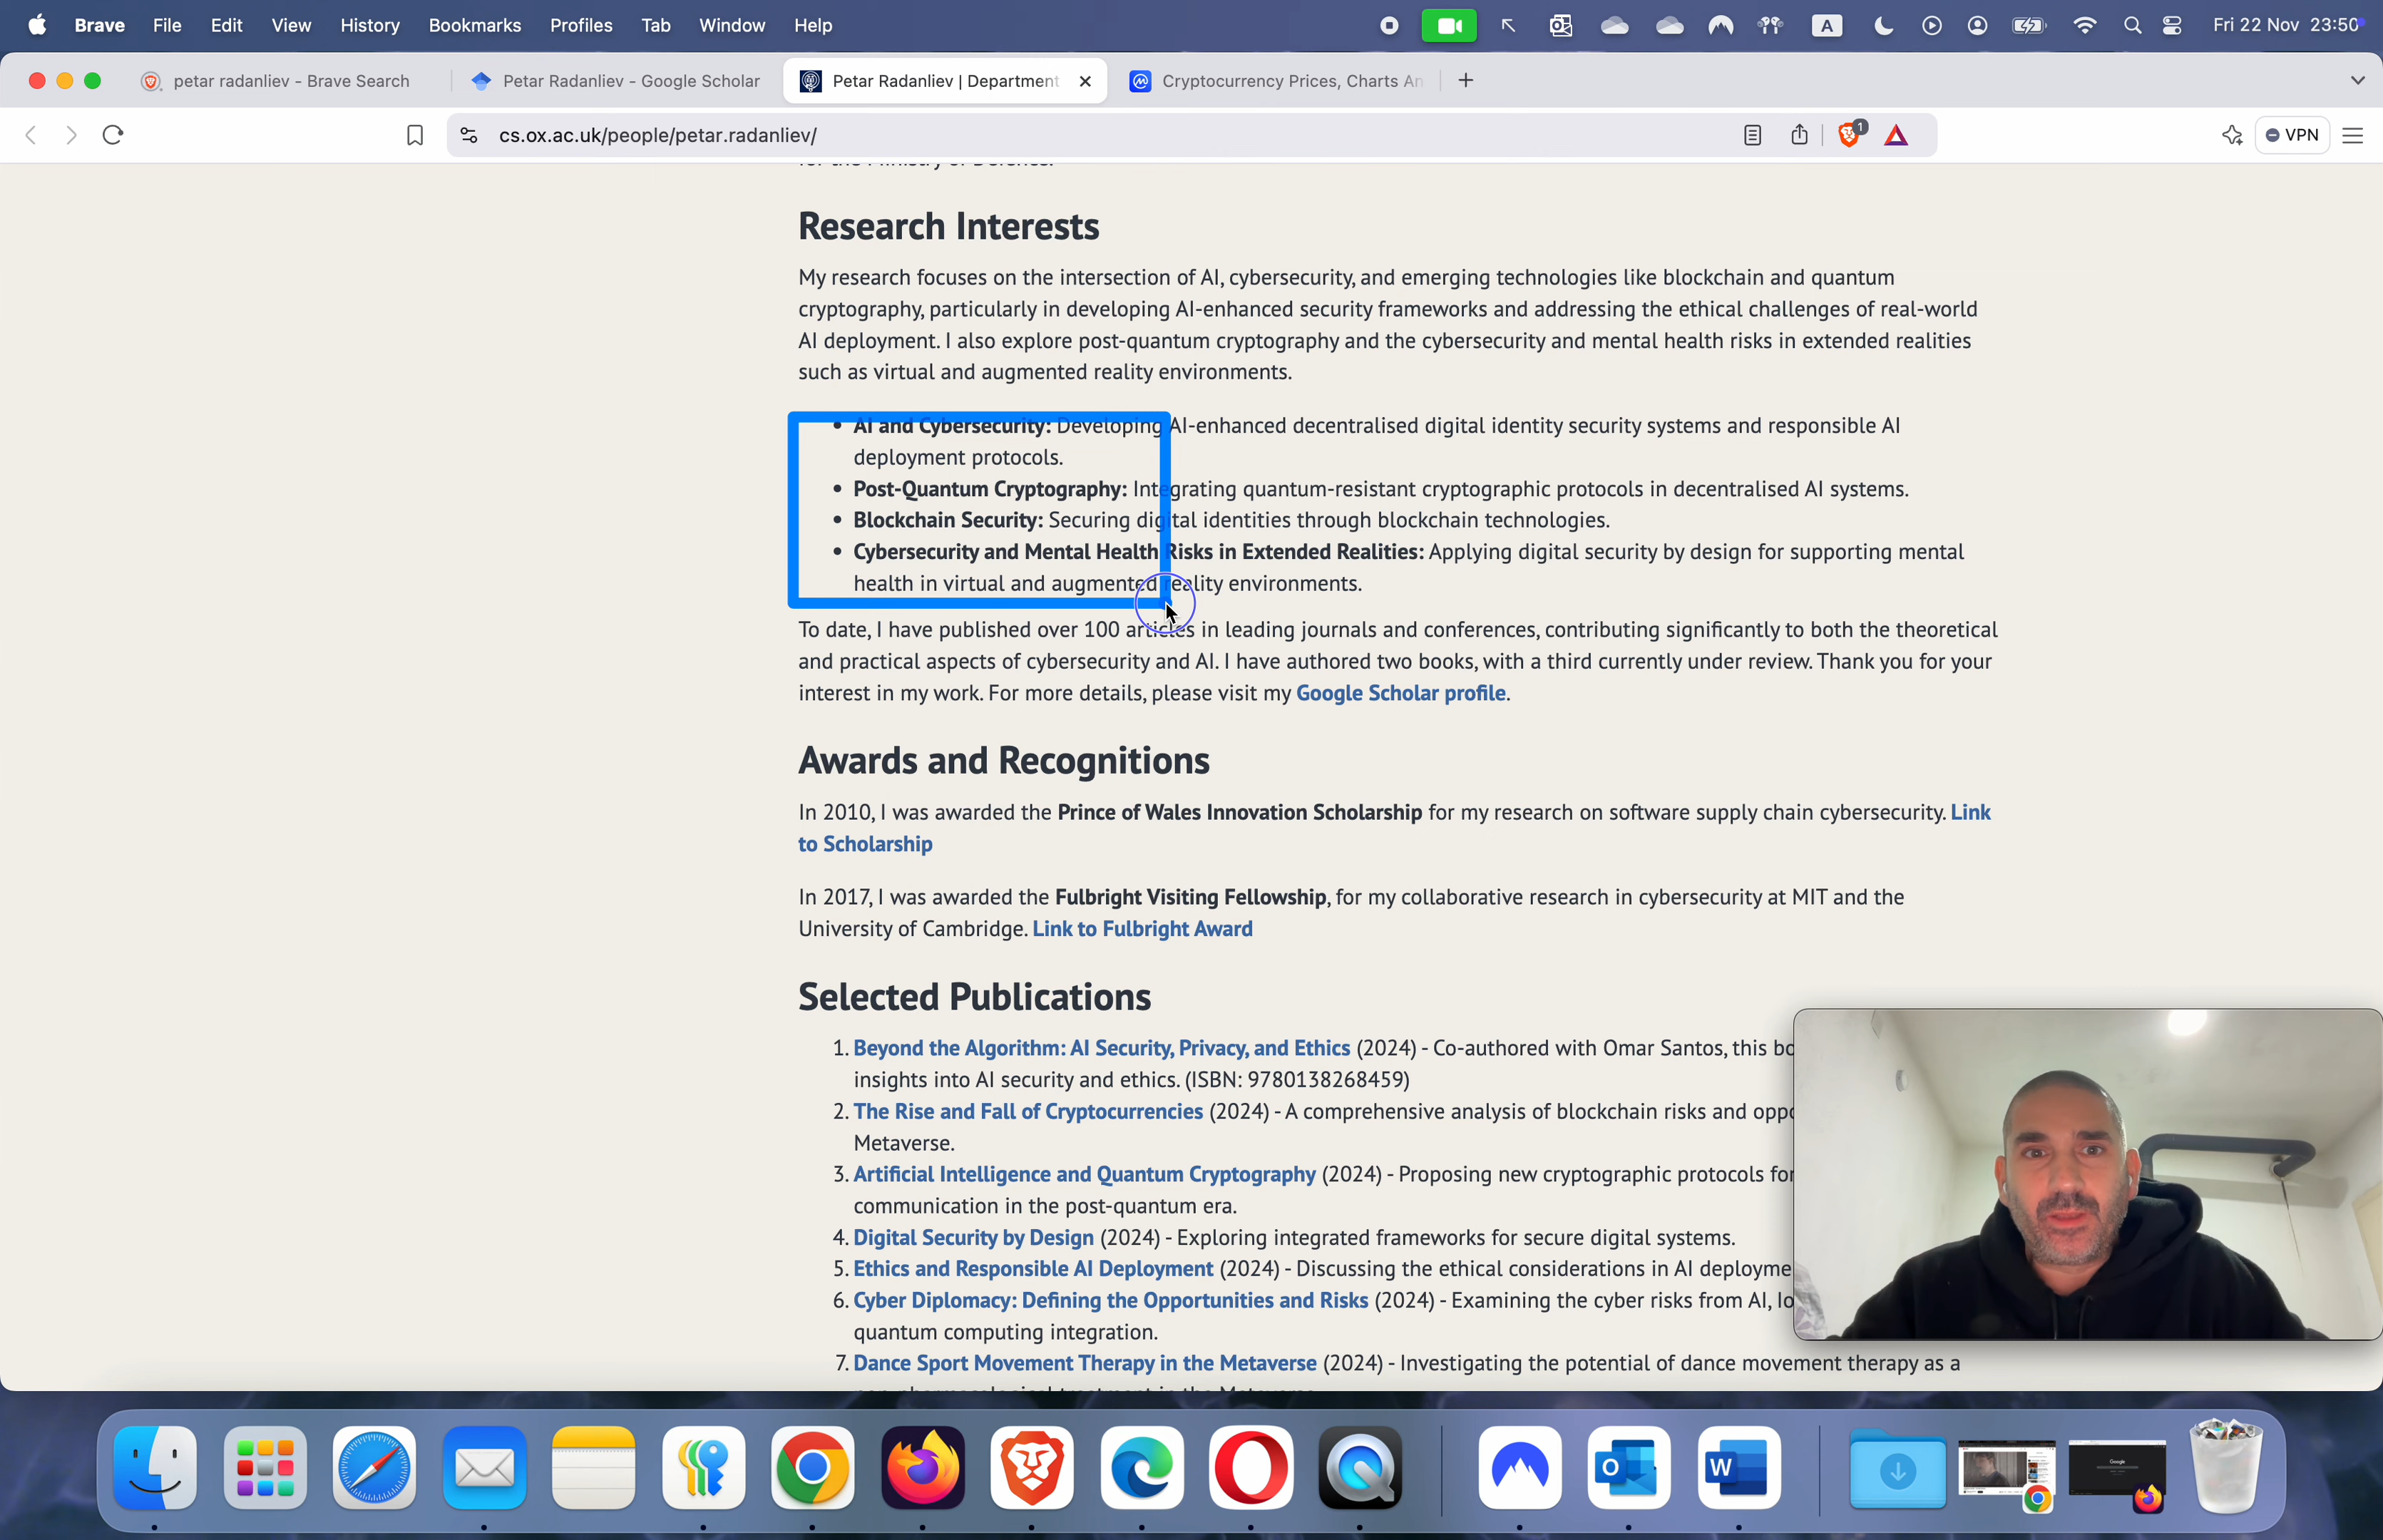 Brave File Edit View History Bookmarks Profiles Tab Window Help A Fri 22 Nov 23:50
petar radanliev - Brave Search Petar Radanliev - Google Scholar Petar Radanliev | Department Cryptocurrency Prices, Charts An
cs.ox.ac.uk/people/petar.radanliev/ 1 VPN
Research Interests
My research focuses on the intersection of AI, cybersecurity, and emerging technologies like blockchain and quantum
cryptography, particularly in developing AI-enhanced security frameworks and addressing the ethical challenges of real-world
AI deployment. I also explore post-quantum cryptography and the cybersecurity and mental health risks in extended realities
such as virtual and augmented reality environments.
• AI and Cybersecurity: Developing AI-enhanced decentralised digital identity security systems and responsible AI
deployment protocols.
• Post-Quantum Cryptography: Integrating quantum-resistant cryptographic protocols in decentralised AI systems.
• Blockchain Security: Securing digital identities through blockchain technologies.
• Cybersecurity and Mental Health Risks in Extended Realities: Applying digital security by design for supporting mental
health in virtual and augmented reality environments.
To date, I have published over 100 articles in leading journals and conferences, contributing significantly to both the theoretical
and practical aspects of cybersecurity and AI. I have authored two books, with a third currently under review. Thank you for your
interest in my work. For more details, please visit my Google Scholar profile.
Awards and Recognitions
In 2010, I was awarded the Prince of Wales Innovation Scholarship for my research on software supply chain cybersecurity. Link
to Scholarship
In 2017, I was awarded the Fulbright Visiting Fellowship, for my collaborative research in cybersecurity at MIT and the
University of Cambridge. Link to Fulbright Award
Selected Publications
1. Beyond the Algorithm: AI Security, Privacy, and Ethics (2024) - Co-authored with Omar Santos, this bo
insights into AI security and ethics. (ISBN: 9780138268459)
2. The Rise and Fall of Cryptocurrencies (2024) - A comprehensive analysis of blockchain risks and oppo
Metaverse.
3. Artificial Intelligence and Quantum Cryptography (2024) - Proposing new cryptographic protocols for
communication in the post-quantum era.
4. Digital Security by Design (2024) - Exploring integrated frameworks for secure digital systems.
5. Ethics and Responsible AI Deployment (2024) - Discussing the ethical considerations in AI deployme
6. Cyber Diplomacy: Defining the Opportunities and Risks (2024) - Examining the cyber risks from AI, Io
quantum computing integration.
7. Dance Sport Movement Therapy in the Metaverse (2024) - Investigating the potential of dance movement therapy as a